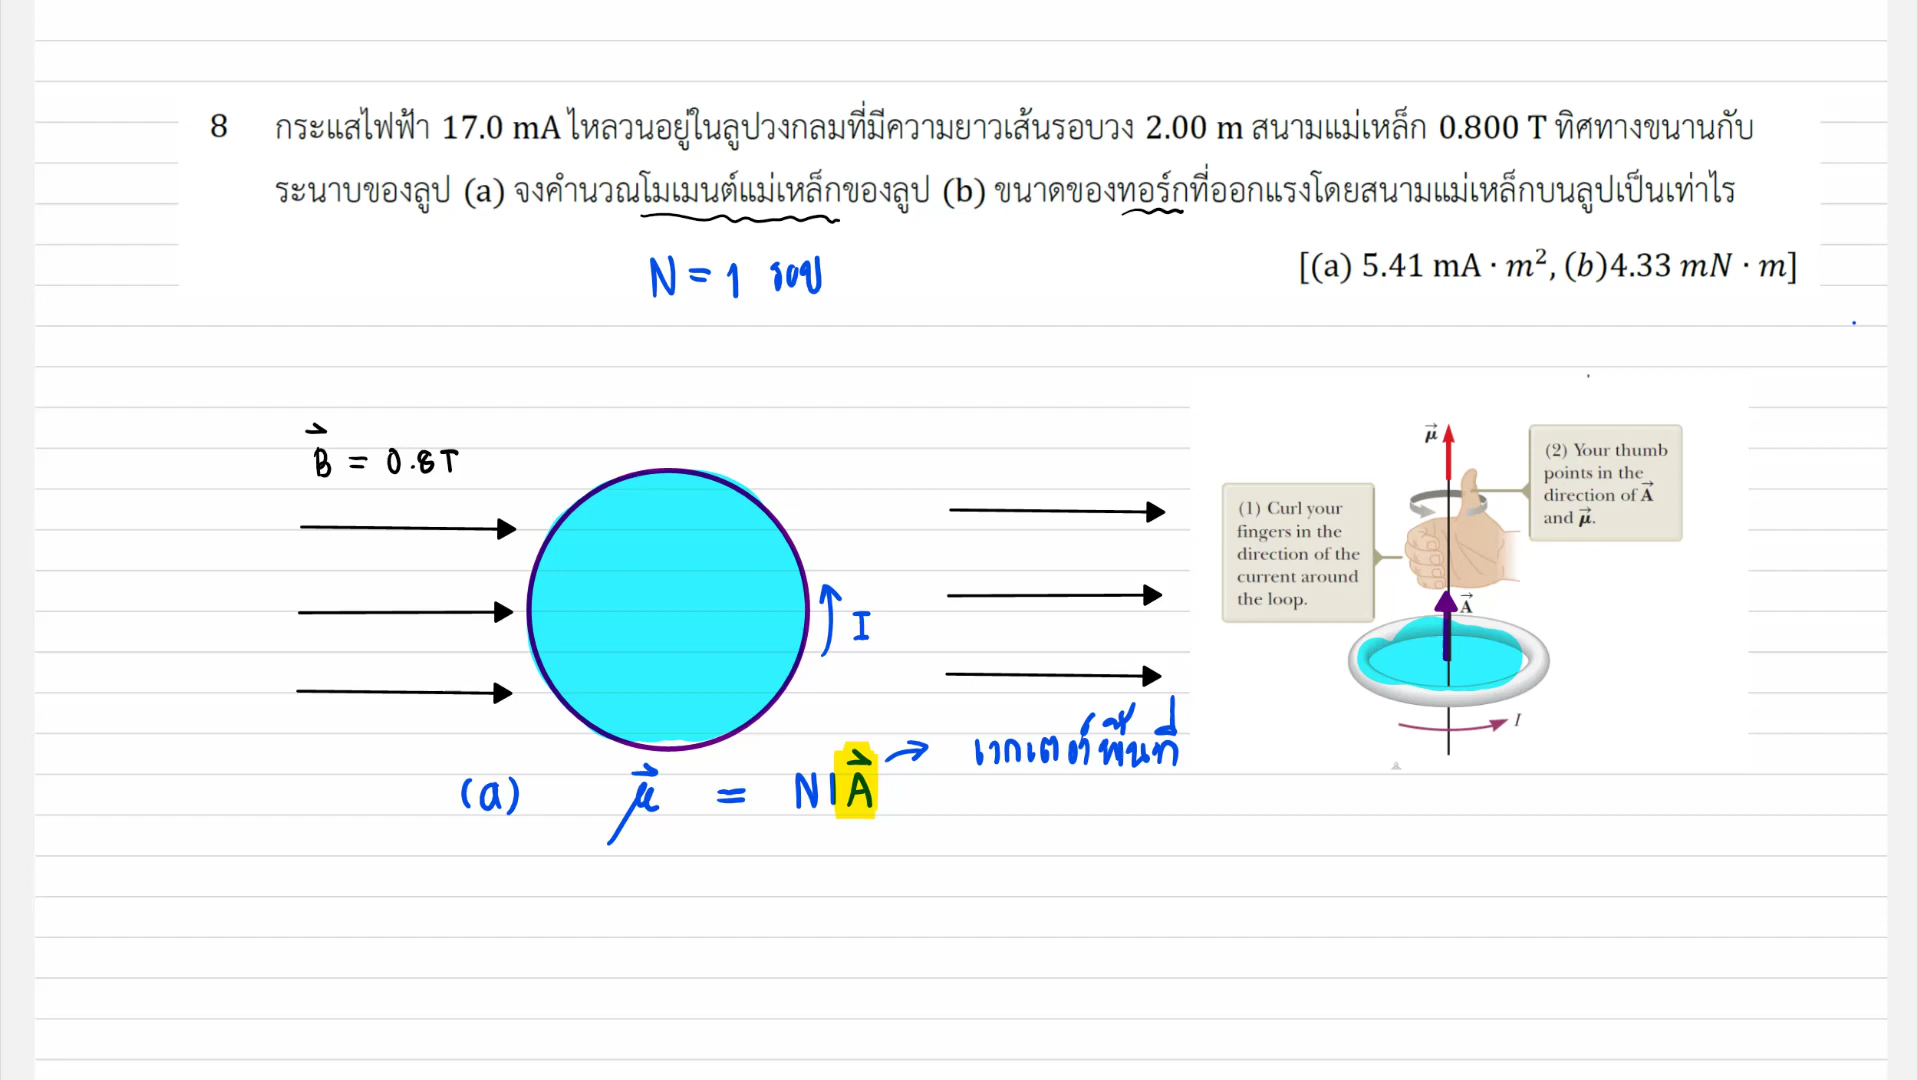 8 กระแสไฟฟ้า 17.0 mA ไหลวนอยู่ในลูปวงกลมที่มีความยาวเส้นรอบวง 2.00 m สนามแม่เหล็ก 0.800 T ทิศทางขนานกับ
ระนาบของลูป (a) จงคำนวณโมเมนต์แม่เหล็กของลูป (b) ขนาดของทอร์กที่ออกแรงโดยสนามแม่เหล็กบนลูปเป็นเท่าไร
[(a) 5.41 mA · m², (b)4.33 mN · m]
N = 1 รอบ
B⃗ = 0.8T
I
(a) μ⃗ = NIA⃗ → เวกเตอร์พื้นที่
μ⃗
(1) Curl your
fingers in the
direction of the
current around
the loop.
(2) Your thumb
points in the
direction of A⃗
and μ⃗.
A⃗
I